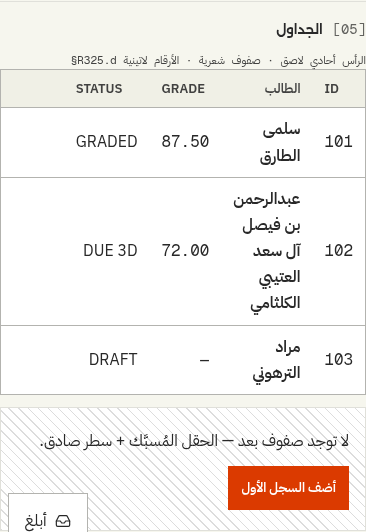 [05] الجداول
الرأس أحادي لاصق · صفوف شعرية · الأرقام لاتينية R325.d§
ID الطالب GRADE STATUS
101 سلمى الطارق 87.50 GRADED
102 عبدالرحمن بن فيصل آل سعد العتيبي الكلثامي 72.00 DUE 3D
103 مراد الترهوني — DRAFT
لا توجد صفوف بعد — الحقل المُسبَّك + سطر صادق.
أضف السجل الأول
أبلغ